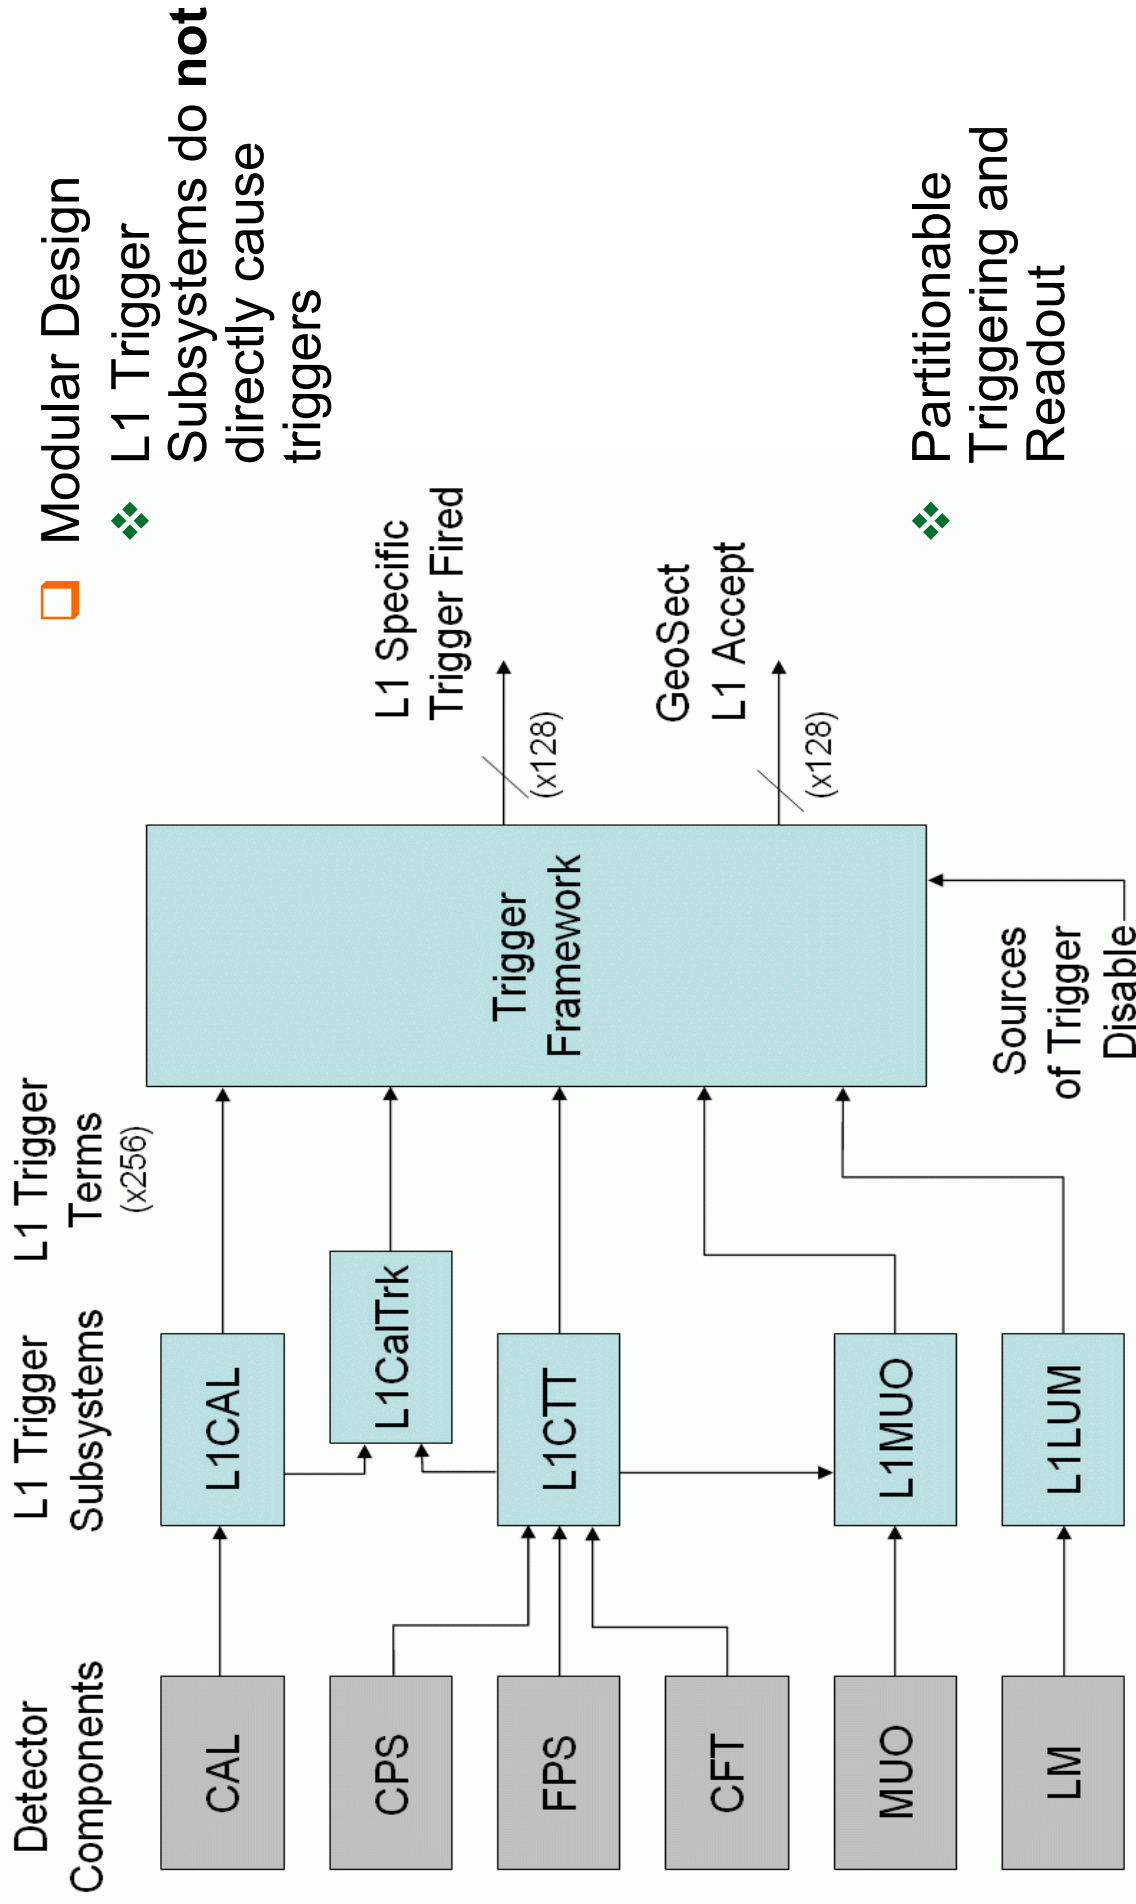 Modular Design
L1 Trigger
Subsystems do not
directly cause
triggers
Partitionable
Triggering and
Readout
Detector
Components
L1 Trigger
Subsystems
L1 Trigger
Terms
(x256)
CAL
CPS
FPS
CFT
MUO
LM
L1CAL
L1CalTrk
L1CTT
L1MUO
L1LUM
Trigger
Framework
L1 Specific
Trigger Fired
(x128)
GeoSect
L1 Accept
(x128)
Sources
of Trigger
Disable